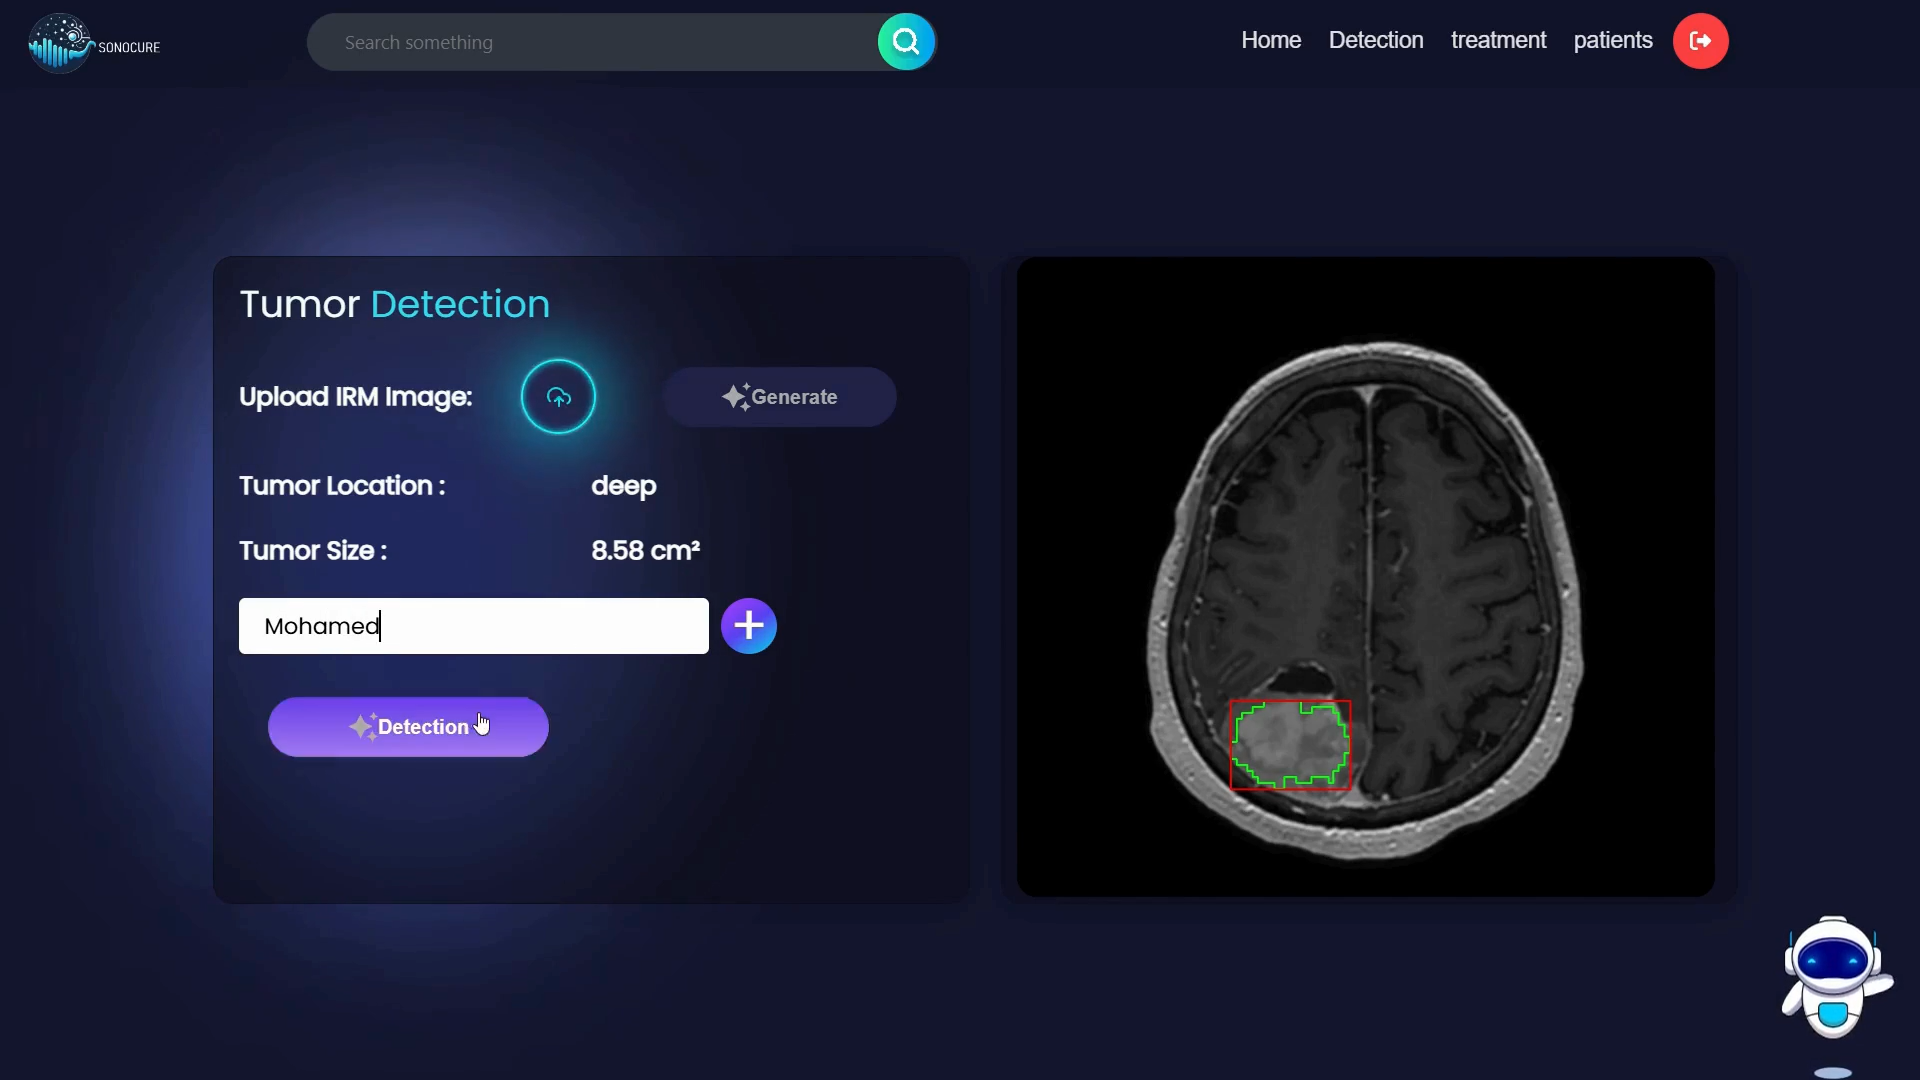 SONOCURE
Search something
Home Detection treatment patients
Tumor Detection
Upload IRM Image: Generate
Tumor Location : deep
Tumor Size : 8.58 cm²
Mohamed
Detection